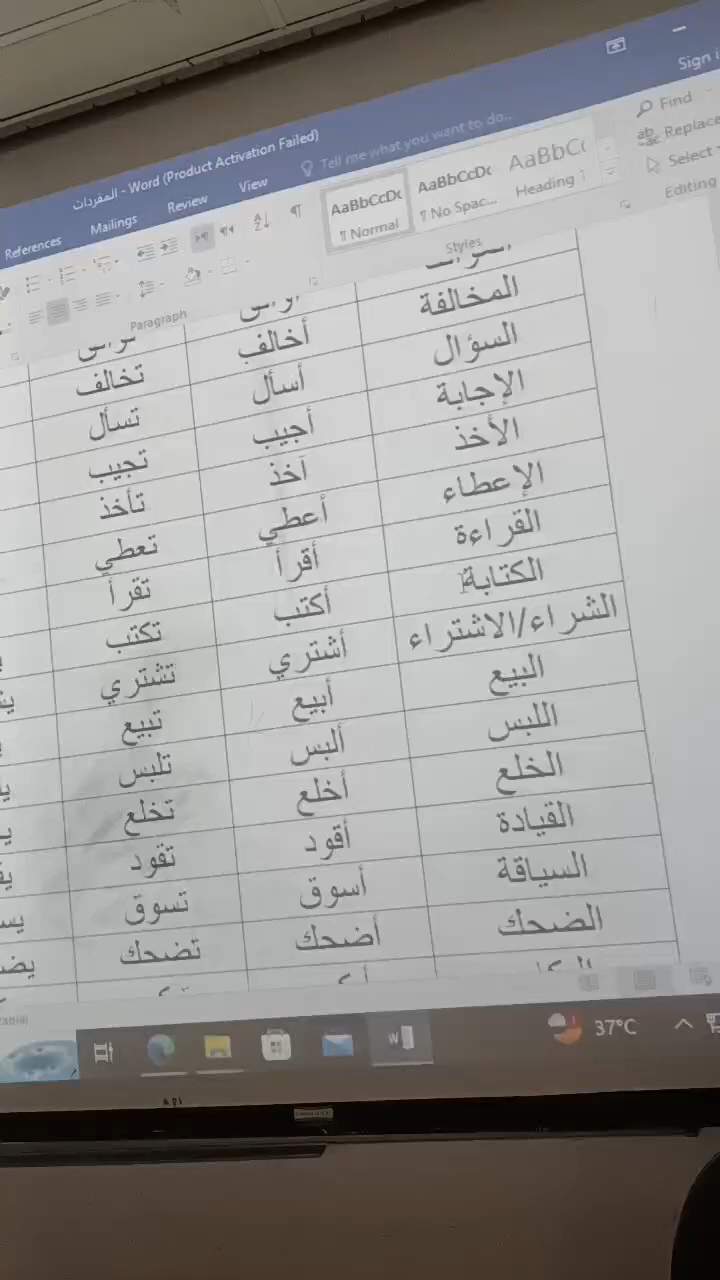 Sign i
المفردات - Word (Product Activation Failed)
Tell me what you want to do...
References Mailings Review View
Find
Replace
Select
Editing
AaBbCcDc AaBbCcDc AaBbC
¶ Normal ¶ No Spac... Heading 1
Paragraph Styles
المخالفة أخالف تخالف
السؤال أسأل تسأل
الإجابة أجيب تجيب
الأخذ آخذ تأخذ
الإعطاء أعطي تعطي
القراءة أقرأ تقرأ
الكتابة أكتب تكتب
الشراء/الاشتراء أشتري تشتري
البيع أبيع تبيع
اللبس ألبس تلبس
الخلع أخلع تخلع
القيادة أقود تقود
السياقة أسوق تسوق
الضحك أضحك تضحك
37°C